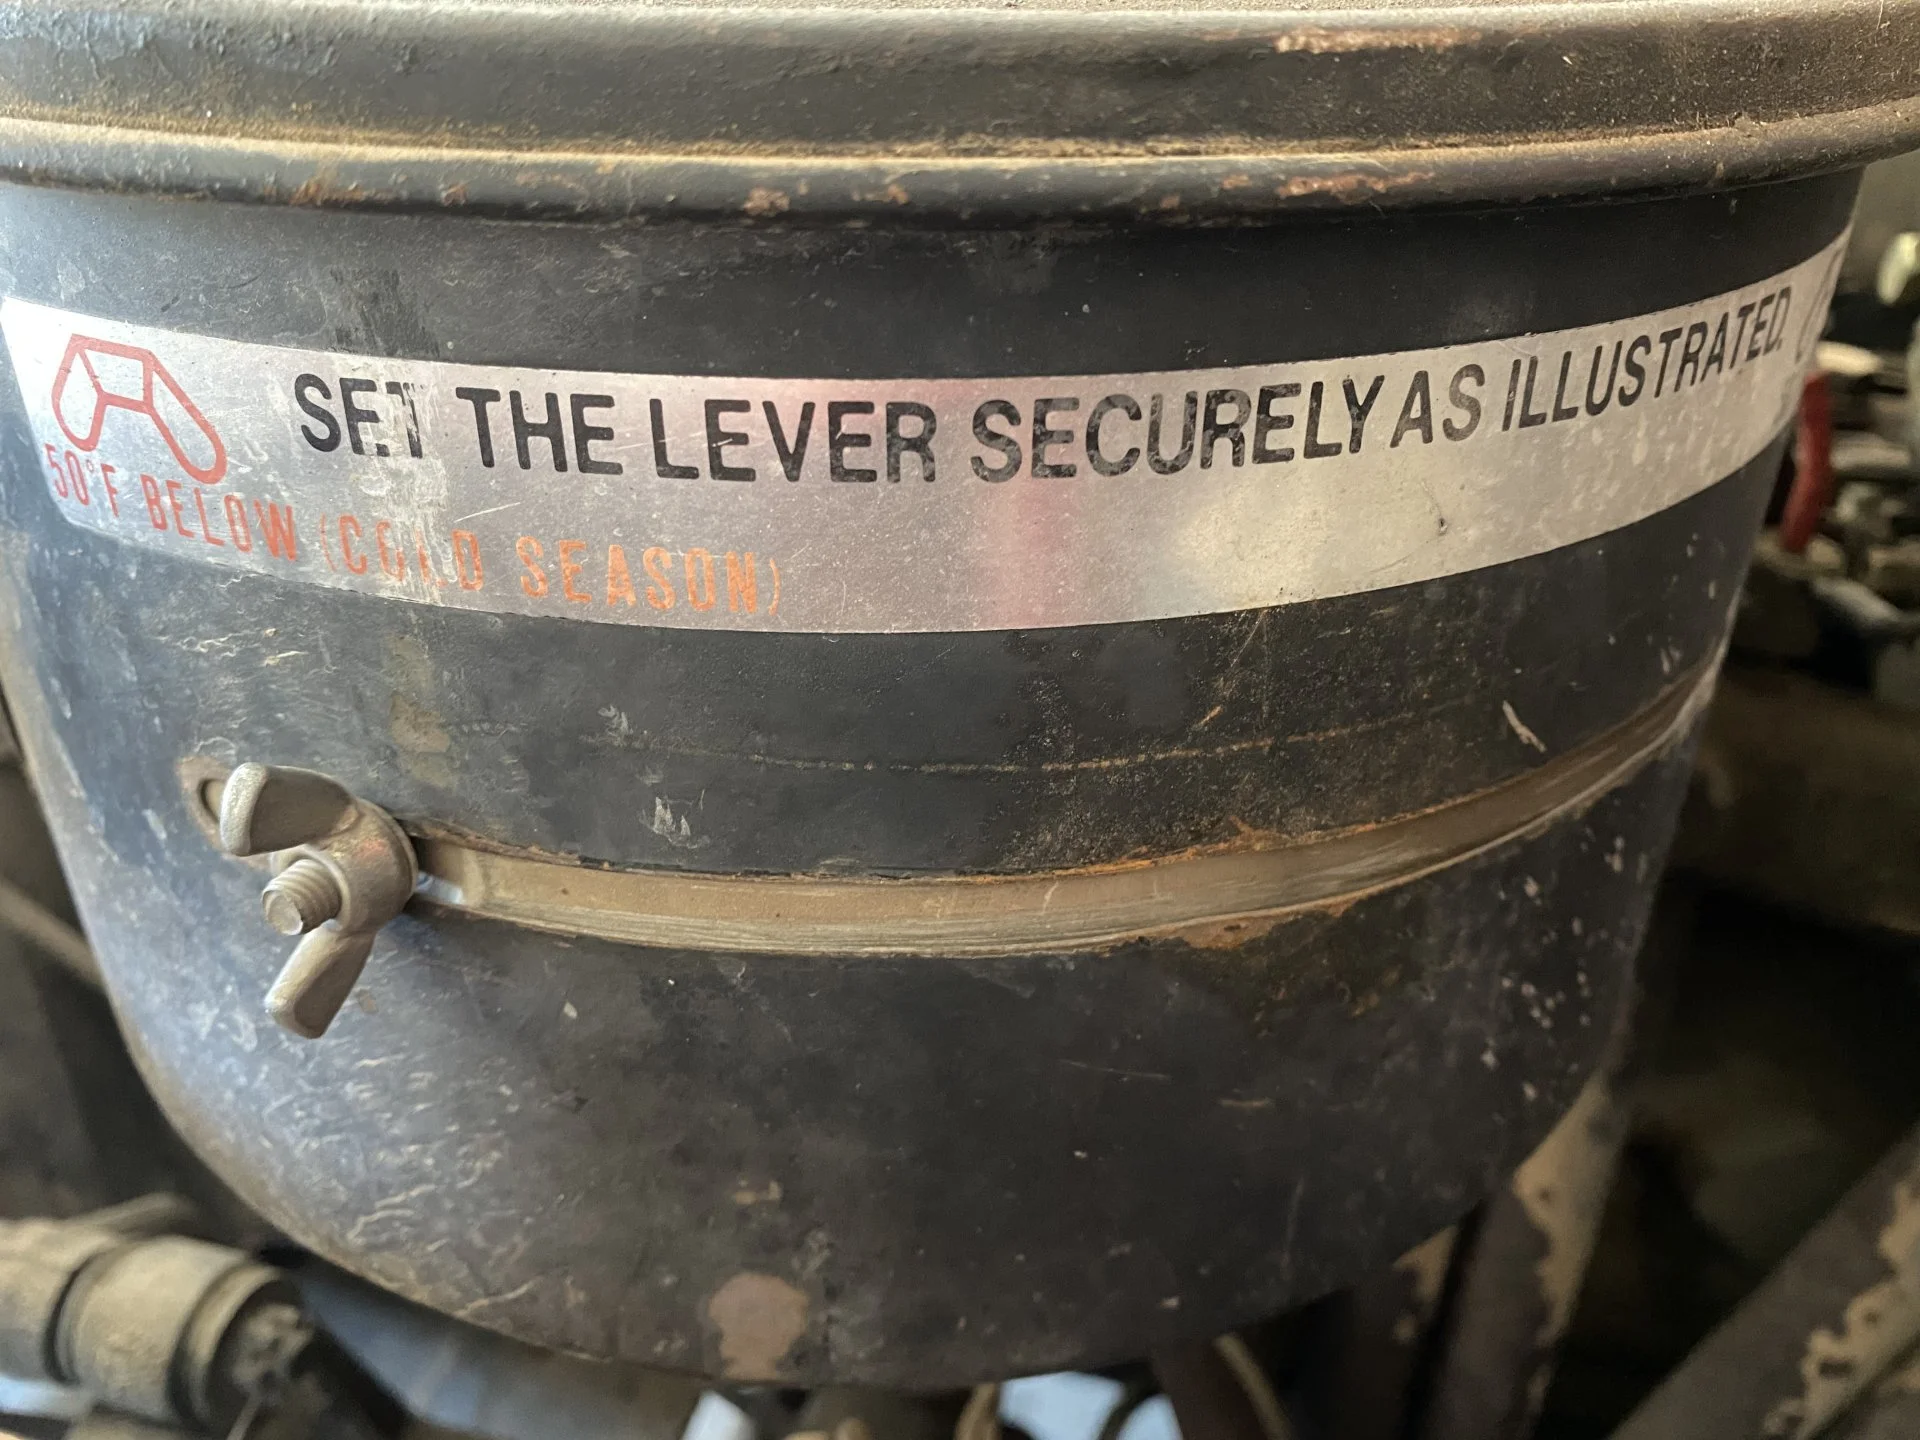 SET THE LEVER SECURELY AS ILLUSTRATED.
50°F BELOW (COLD SEASON)